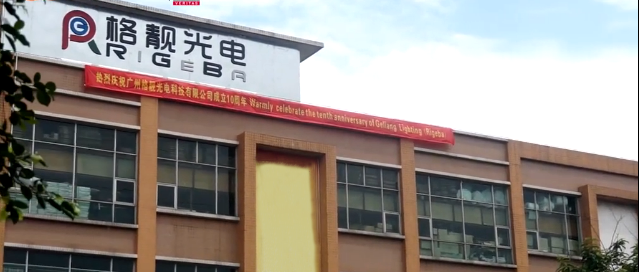 VERITAS
格靓光电
RIGEBA
热烈庆祝广州格靓光电科技有限公司成立10周年 Warmly celebrate the tenth anniversary of Geliang Lighting (Rigeba)